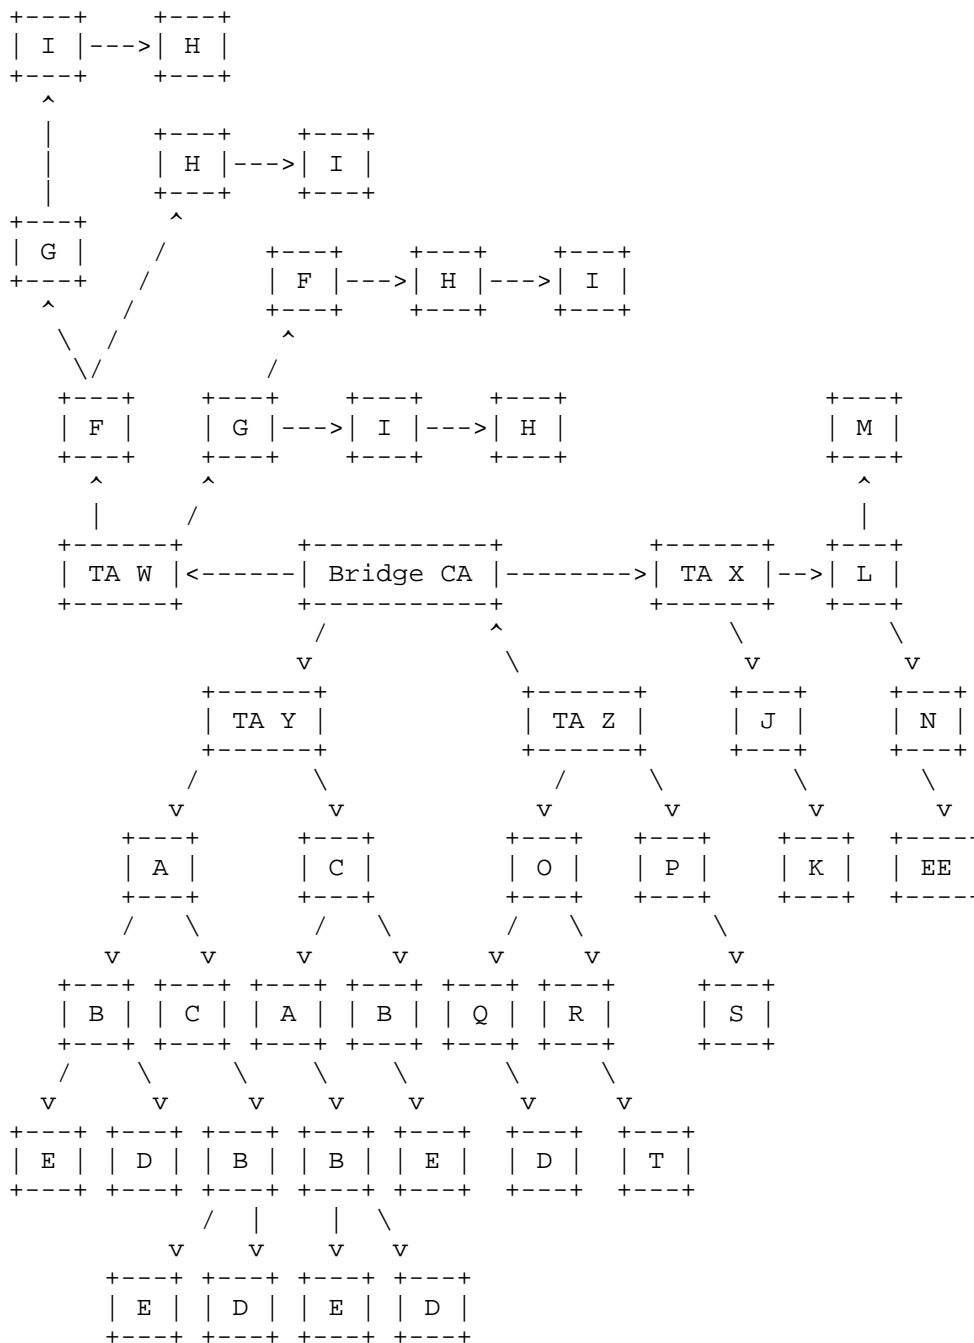 I H
H I
G
F H I
F G I H M
TA W Bridge CA TA X L
TA Y TA Z J N
A C O P K EE
B C A B Q R S
E D B B E D T
E D E D